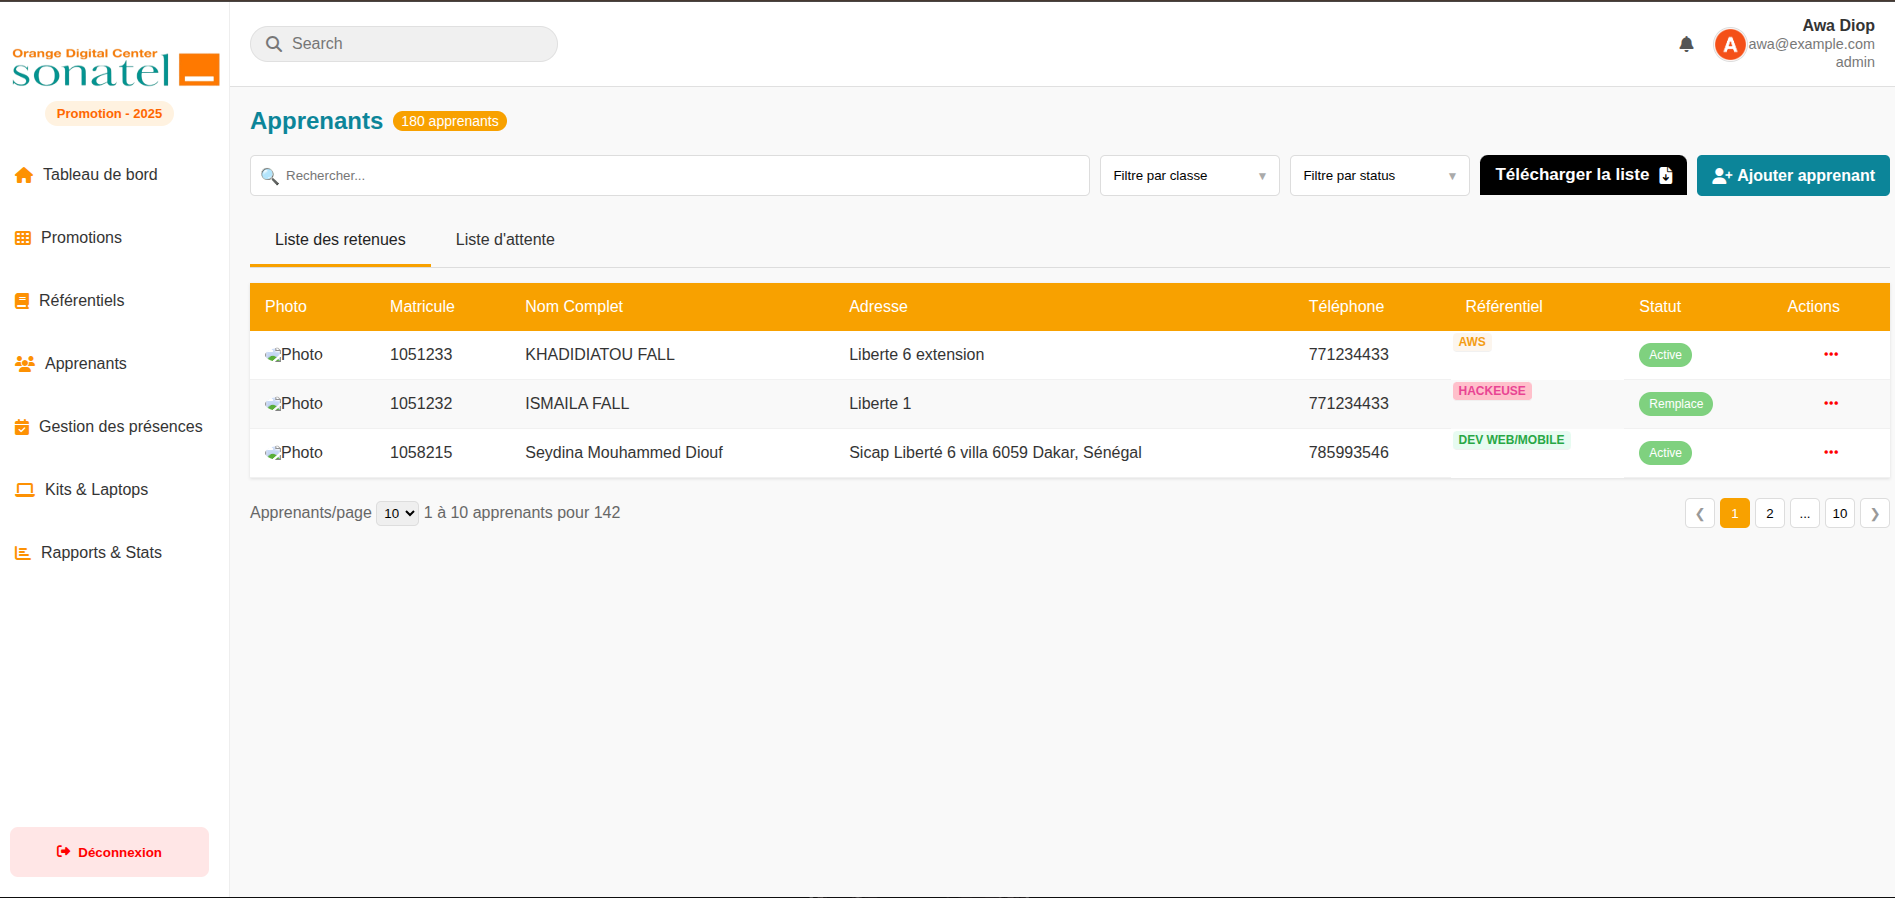 Orange Digital Center
sonatel
Promotion - 2025
Tableau de bord
Promotions
Référentiels
Apprenants
Gestion des présences
Kits & Laptops
Rapports & Stats
Déconnexion
Search
Awa Diop
A
awa@example.com
admin
Apprenants 180 apprenants
Rechercher...
Filtre par classe
Filtre par status
Télécharger la liste
Ajouter apprenant
Liste des retenues Liste d'attente
Photo Matricule Nom Complet Adresse Téléphone Référentiel Statut Actions
Photo 1051233 KHADIDIATOU FALL Liberte 6 extension 771234433 AWS Active •••
Photo 1051232 ISMAILA FALL Liberte 1 771234433 HACKEUSE Remplace •••
Photo 1058215 Seydina Mouhammed Diouf Sicap Liberté 6 villa 6059 Dakar, Sénégal 785993546 DEV WEB/MOBILE Active •••
Apprenants/page 10 1 à 10 apprenants pour 142
❮ 1 2 ... 10 ❯